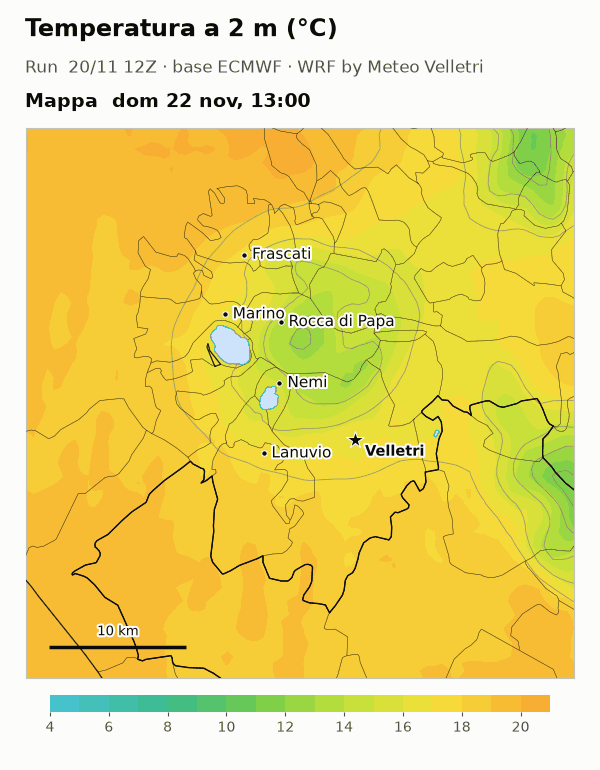 Temperatura a 2 m (°C)
Run  20/11 12Z · base ECMWF · WRF by Meteo Velletri
Mappa  dom 22 nov, 13:00
Frascati
Marino
Rocca di Papa
Nemi
Velletri
Lanuvio
10 km
4 6 8 10 12 14 16 18 20